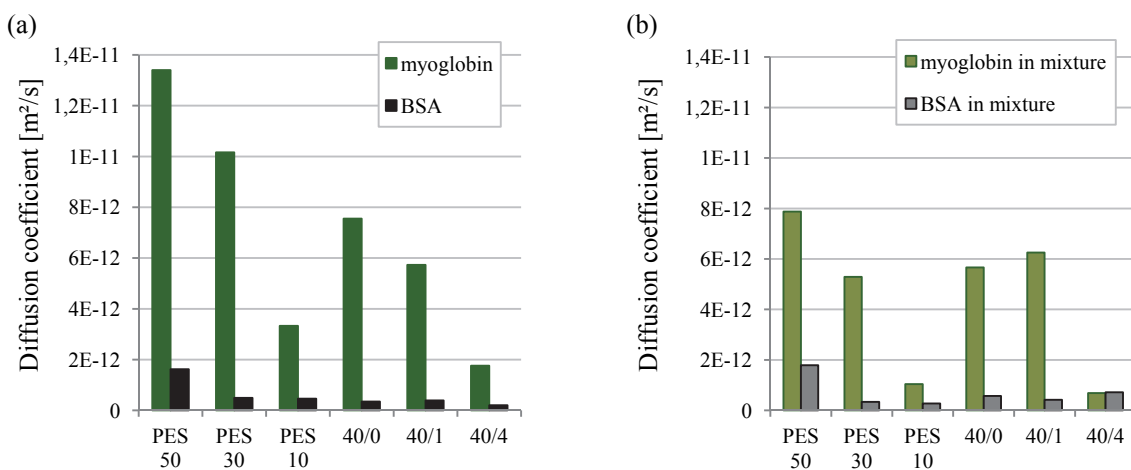 (a)
Diffusion coefficient [m²/s]
1,4E-11
1,2E-11
1E-11
8E-12
6E-12
4E-12
2E-12
0
myoglobin
BSA
PES 50
PES 30
PES 10
40/0
40/1
40/4
(b)
Diffusion coefficient [m²/s]
1,4E-11
1,2E-11
1E-11
8E-12
6E-12
4E-12
2E-12
0
myoglobin in mixture
BSA in mixture
PES 50
PES 30
PES 10
40/0
40/1
40/4